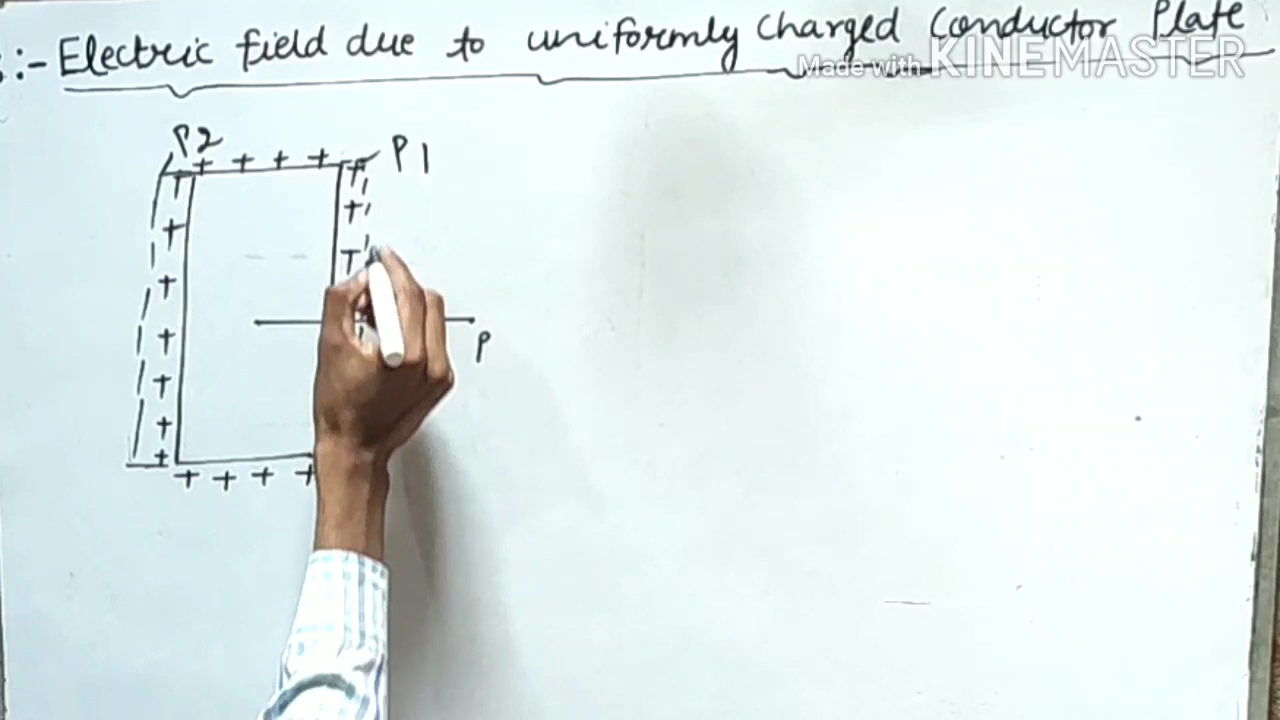 :- Electric field due to uniformly charged Conductor Plate
Made with KINEMASTER
P2
P1
+ + + +
+
+
+
+
+
+
+
+
+
+
P
+ + + +